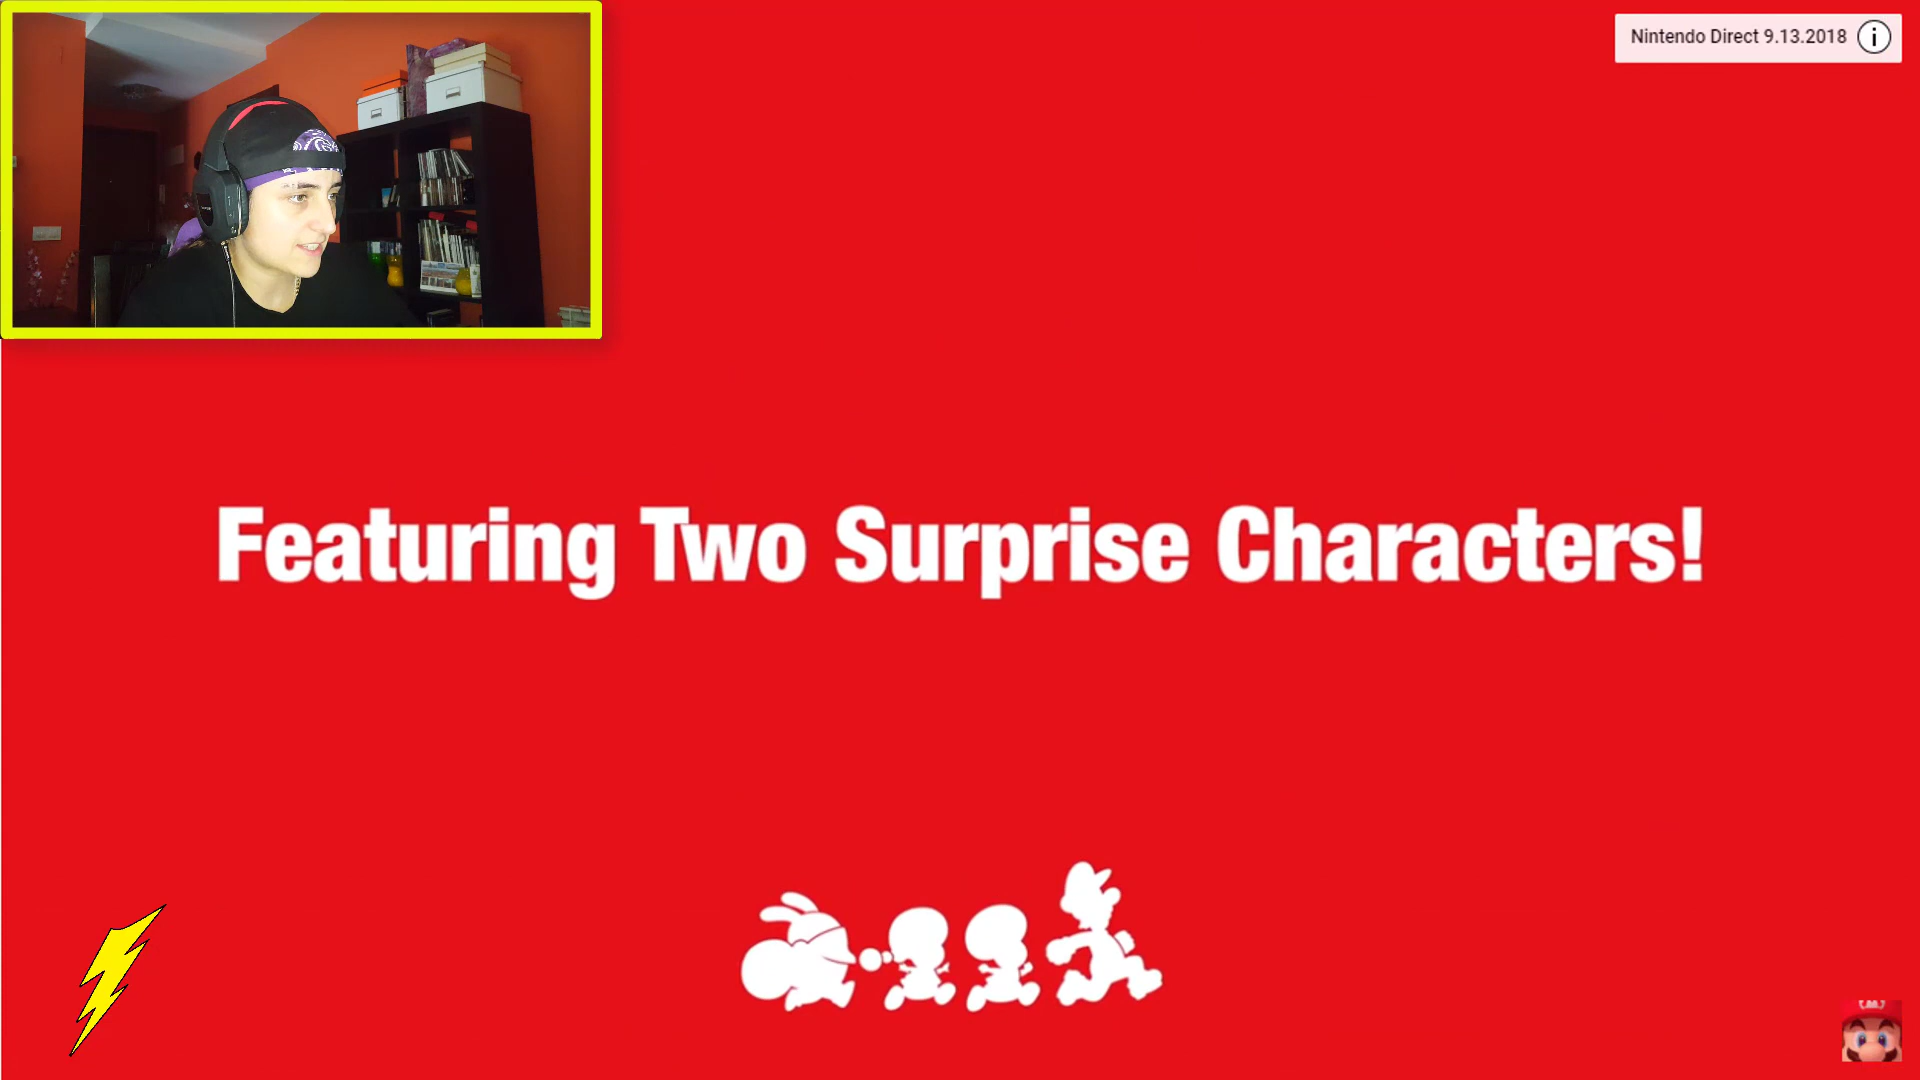 Nintendo Direct 9.13.2018
Featuring Two Surprise Characters!